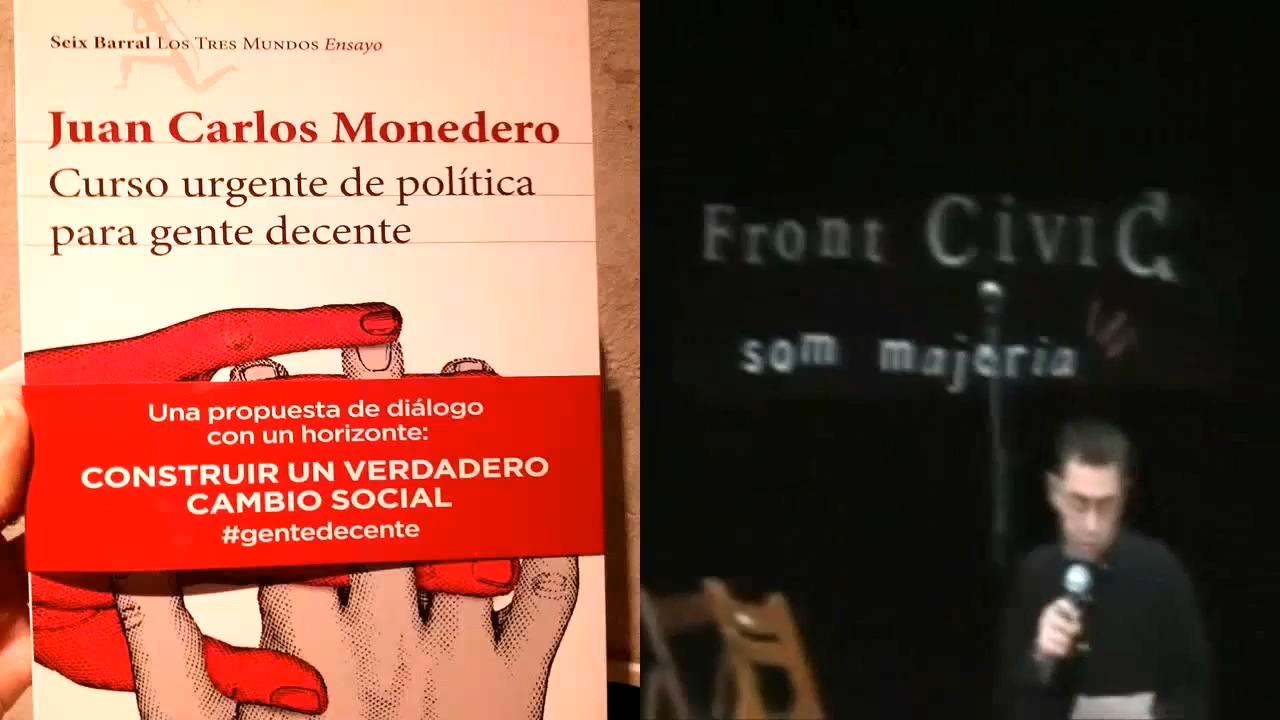 Seix Barral Los Tres Mundos Ensayo
Juan Carlos Monedero
Curso urgente de política
para gente decente
Una propuesta de diálogo
con un horizonte:
CONSTRUIR UN VERDADERO
CAMBIO SOCIAL
#gentedecente
Front CíviC
som majoria